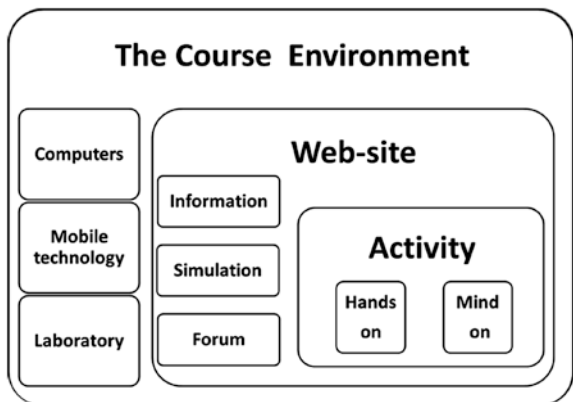 The Course Environment
Computers
Mobile
technology
Laboratory
Web-site
Information
Simulation
Forum
Activity
Hands
on
Mind
on